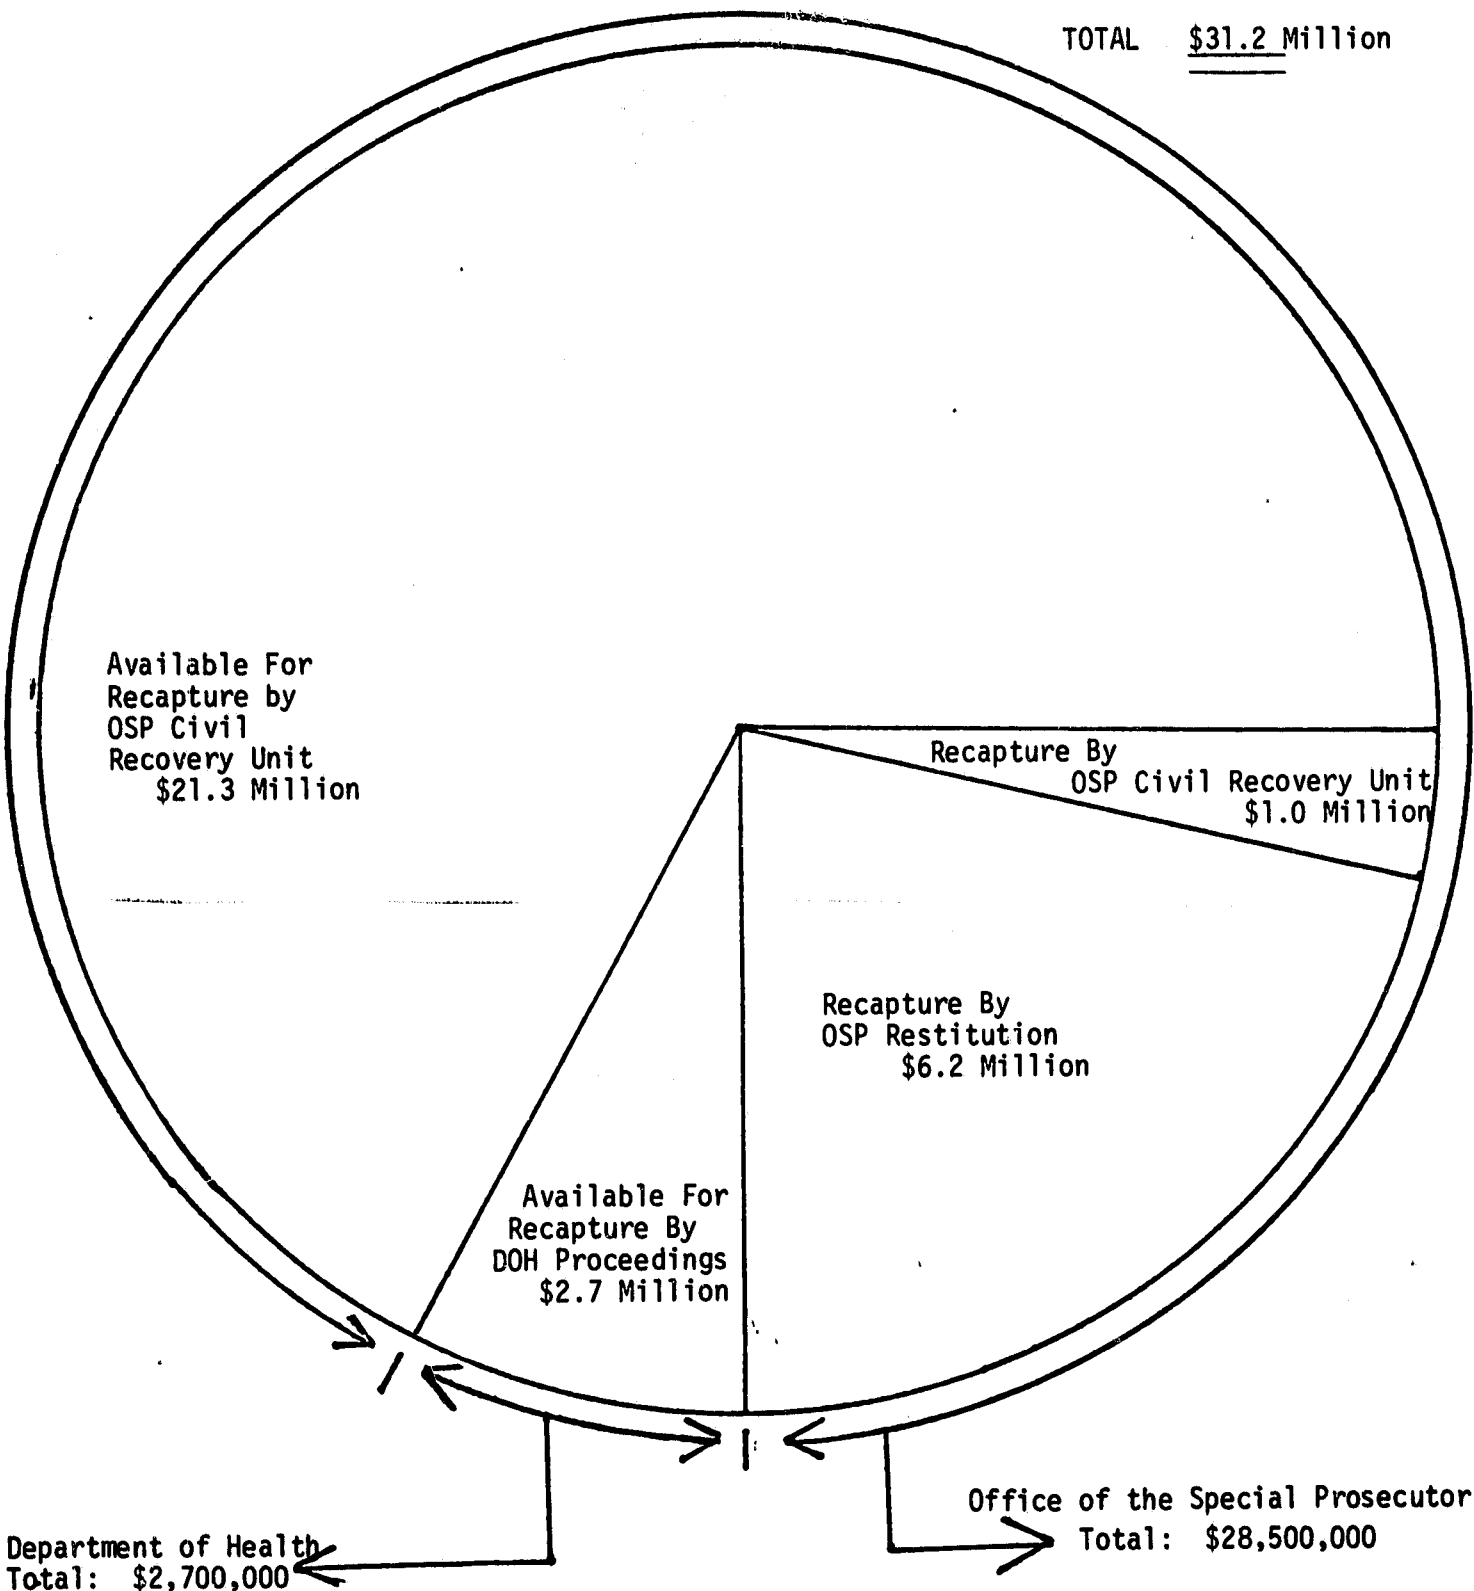 TOTAL $31.2 Million
Available For
Recapture by
OSP Civil
Recovery Unit
$21.3 Million
Recapture By
OSP Civil Recovery Unit
$1.0 Million
Recapture By
OSP Restitution
$6.2 Million
Available For
Recapture By
DOH Proceedings
$2.7 Million
Office of the Special Prosecutor
Total: $28,500,000
Department of Health
Total: $2,700,000